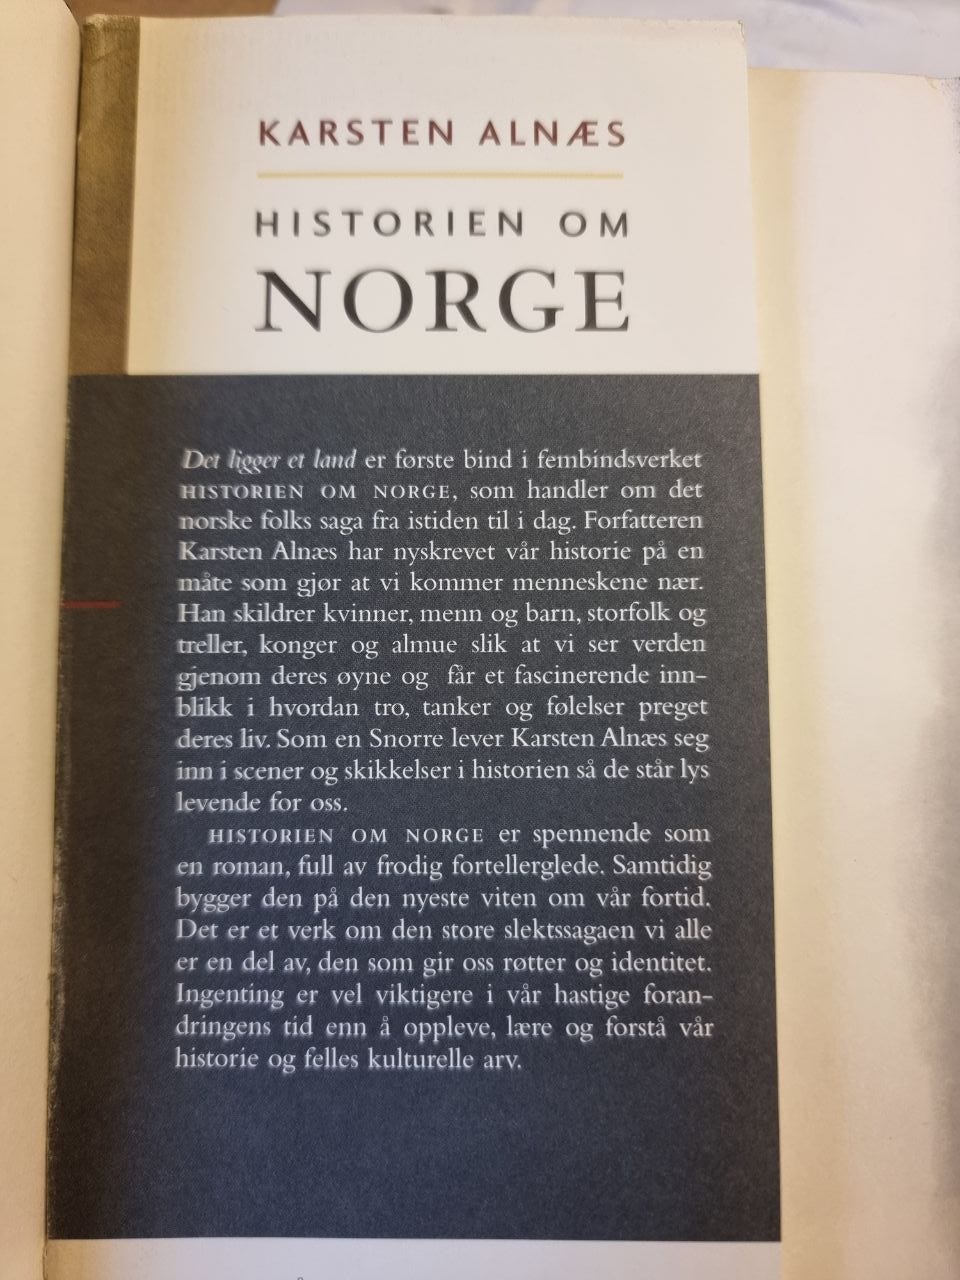 KARSTEN ALNÆS
HISTORIEN OM
NORGE
Det ligger et land er første bind i fembindsverket
HISTORIEN OM NORGE, som handler om det
norske folks saga fra istiden til i dag. Forfatteren
Karsten Alnæs har nyskrevet vår historie på en
måte som gjør at vi kommer menneskene nær.
Han skildrer kvinner, menn og barn, storfolk og
treller, konger og almue slik at vi ser verden
gjenom deres øyne og får et fascinerende inn-
blikk i hvordan tro, tanker og følelser preget
deres liv. Som en Snorre lever Karsten Alnæs seg
inn i scener og skikkelser i historien så de står lys
levende for oss.
HISTORIEN OM NORGE er spennende som
en roman, full av frodig fortellerglede. Samtidig
bygger den på den nyeste viten om vår fortid.
Det er et verk om den store slektssagaen vi alle
er en del av, den som gir oss røtter og identitet.
Ingenting er vel viktigere i vår hastige foran-
dringens tid enn å oppleve, lære og forstå vår
historie og felles kulturelle arv.